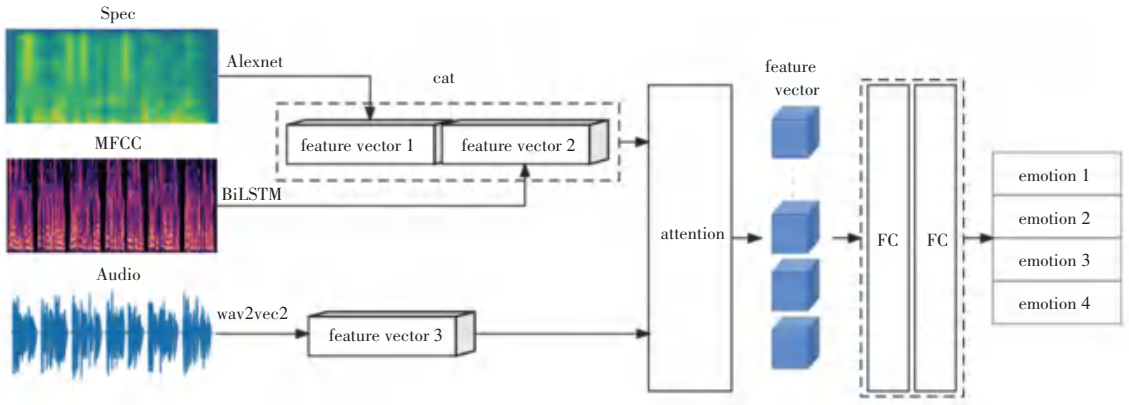 Spec
Alexnet
cat
feature vector 1
feature vector 2
MFCC
BiLSTM
Audio
wav2vec2
feature vector 3
attention
feature
vector
FC
FC
emotion 1
emotion 2
emotion 3
emotion 4